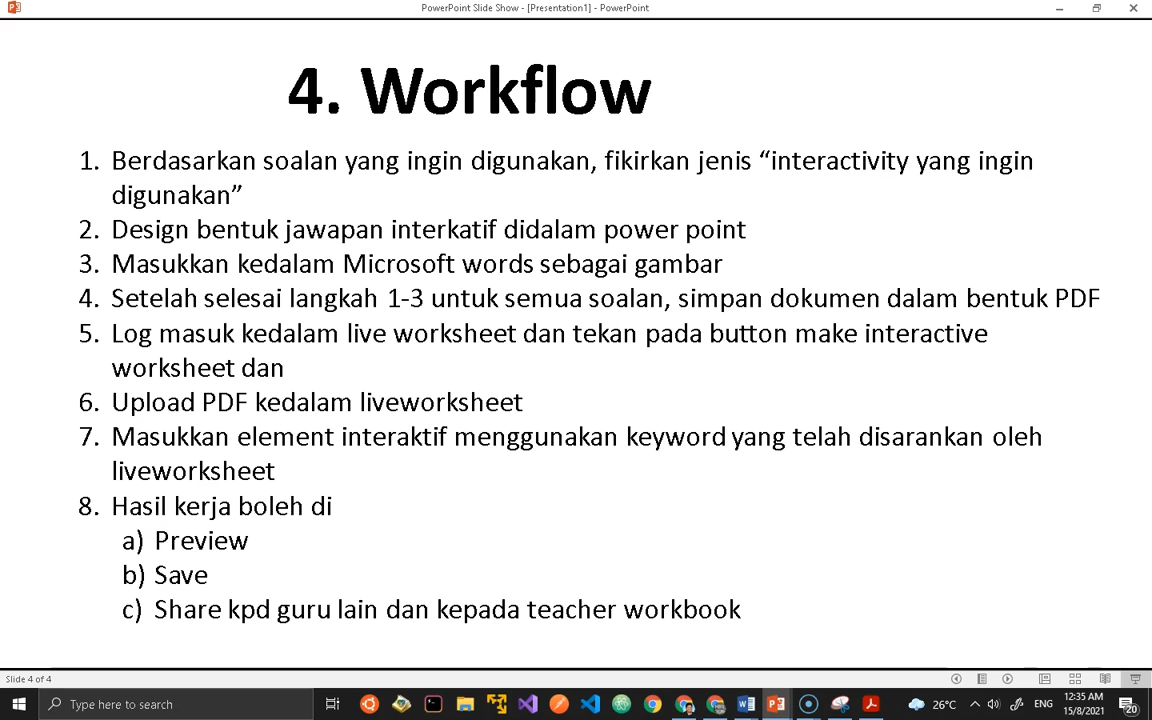 PowerPoint Slide Show - [Presentation1] - PowerPoint
4. Workflow
1. Berdasarkan soalan yang ingin digunakan, fikirkan jenis “interactivity yang ingin
digunakan”
2. Design bentuk jawapan interkatif didalam power point
3. Masukkan kedalam Microsoft words sebagai gambar
4. Setelah selesai langkah 1-3 untuk semua soalan, simpan dokumen dalam bentuk PDF
5. Log masuk kedalam live worksheet dan tekan pada button make interactive
worksheet dan
6. Upload PDF kedalam liveworksheet
7. Masukkan element interaktif menggunakan keyword yang telah disarankan oleh
liveworksheet
8. Hasil kerja boleh di
a) Preview
b) Save
c) Share kpd guru lain dan kepada teacher workbook
Slide 4 of 4
Type here to search
26°C
ENG
12:35 AM
15/8/2021
20